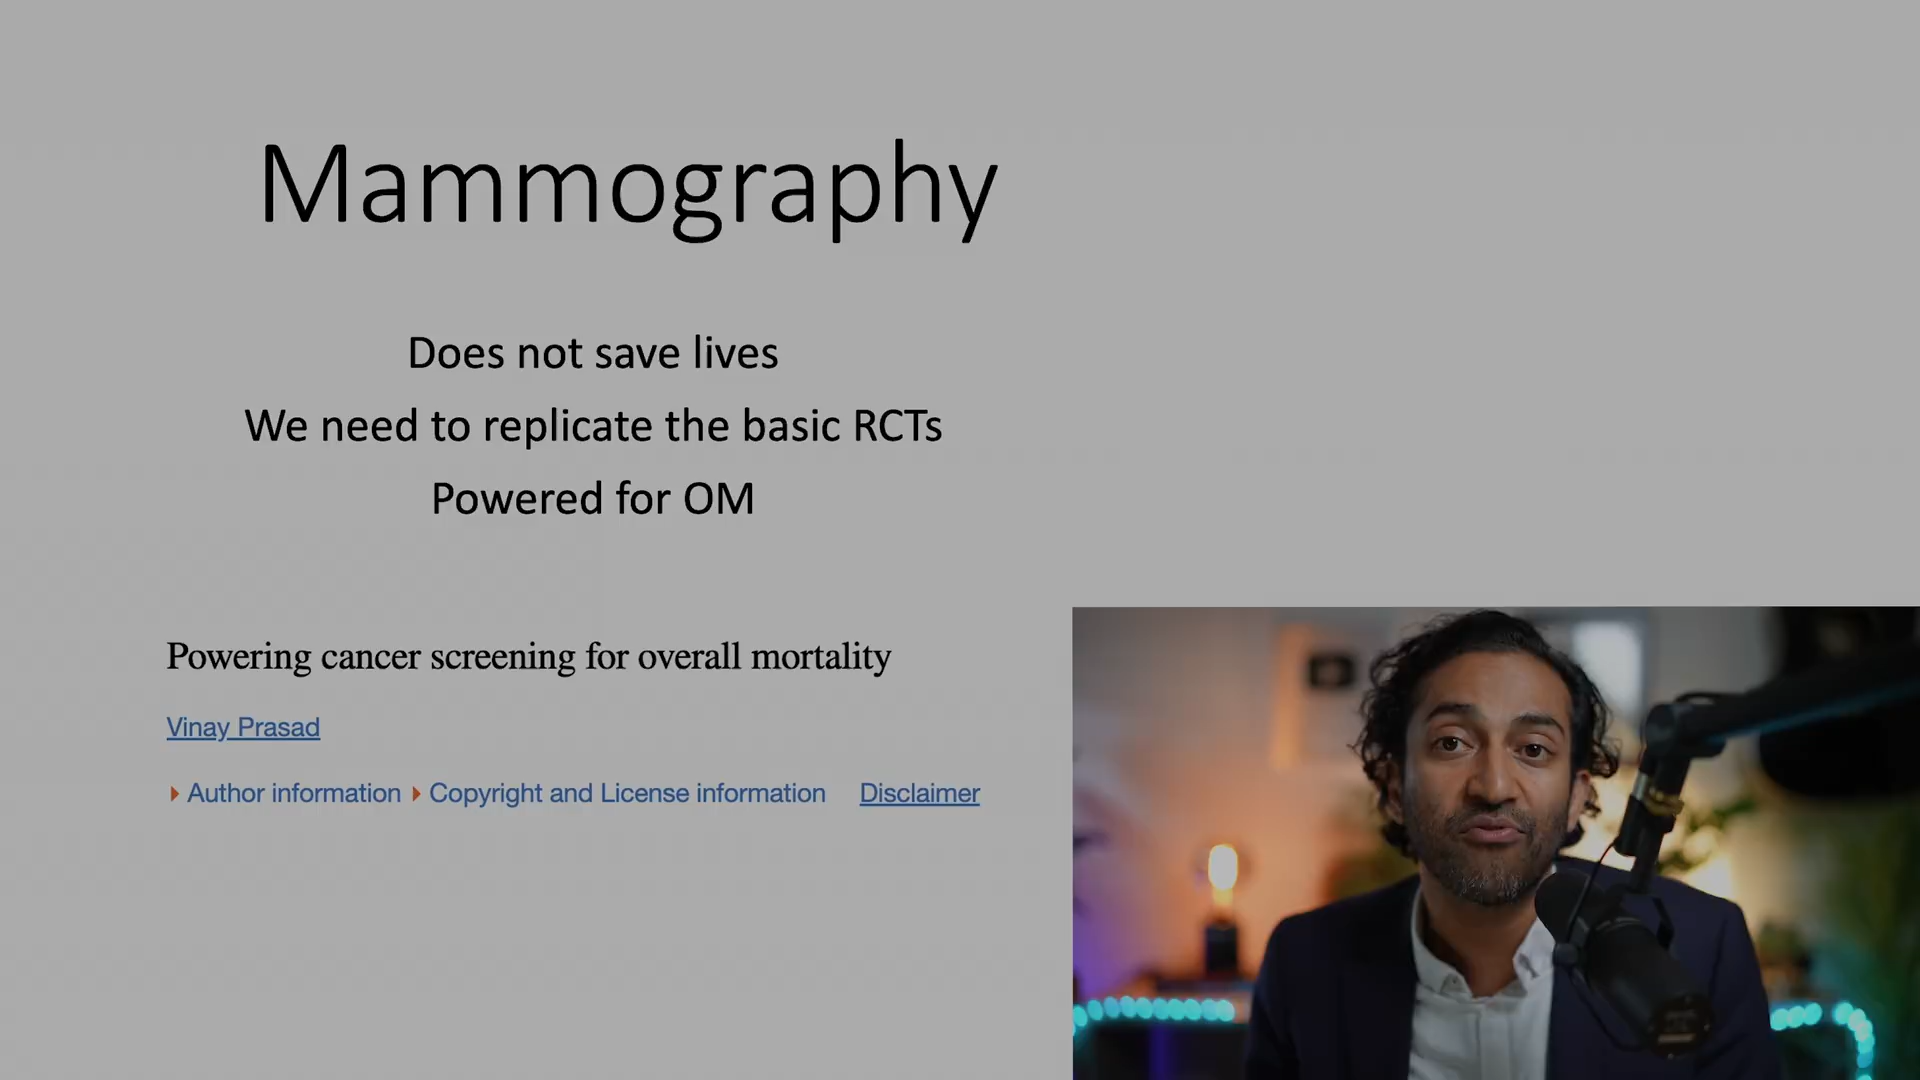 Mammography
Does not save lives
We need to replicate the basic RCTs
Powered for OM
Powering cancer screening for overall mortality
Vinay Prasad
Author information Copyright and License information Disclaimer